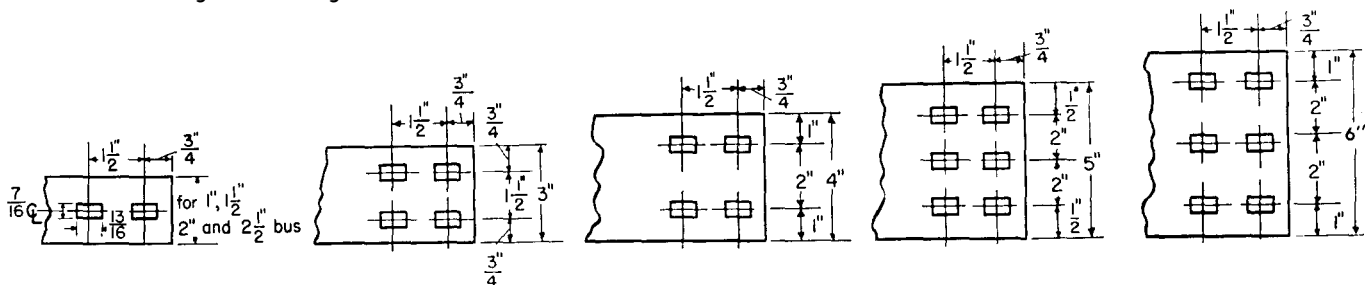 1 1/2" 3/4"
7/16 ℄
13/16
for 1", 1 1/2"
2" and 2 1/2" bus
1 1/2" 3/4"
3/4"
1 1/2"
3"
3/4"
1 1/2" 3/4"
1"
2"
4"
1"
1 1/2" 3/4"
1/2"
2"
5"
2"
1/2"
1 1/2" 3/4"
1"
2"
6"
2"
1"